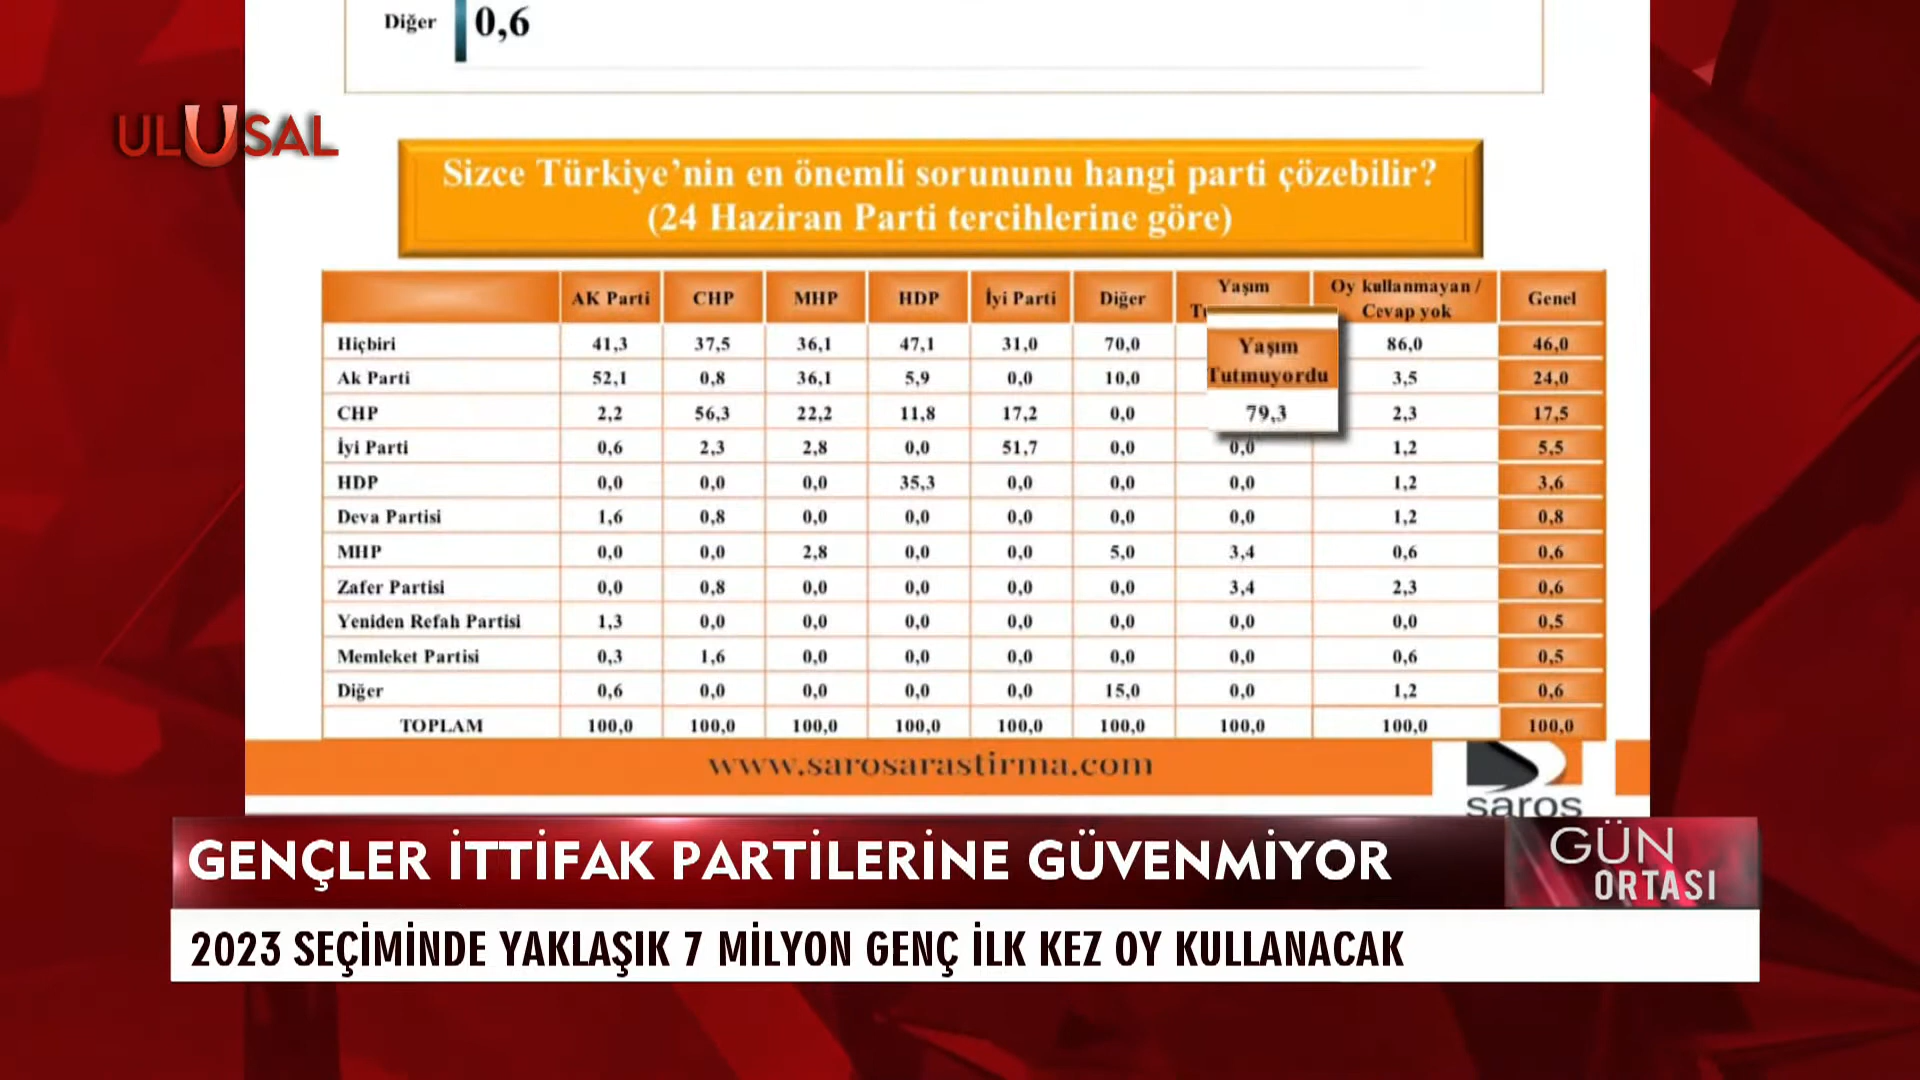 Diğer 0,6
ULUSAL
Sizce Türkiye'nin en önemli sorununu hangi parti çözebilir?
(24 Haziran Parti tercihlerine göre)
AK Parti CHP MHP HDP İyi Parti Diğer Yaşım Oy kullanmayan / Cevap yok Genel
Hiçbiri 41,3 37,5 36,1 47,1 31,0 70,0 86,0 46,0
Yaşım
Tutmuyordu
79,3
Ak Parti 52,1 0,8 36,1 5,9 0,0 10,0 3,5 24,0
CHP 2,2 56,3 22,2 11,8 17,2 0,0 2,3 17,5
İyi Parti 0,6 2,3 2,8 0,0 51,7 0,0 0,0 1,2 5,5
HDP 0,0 0,0 0,0 35,3 0,0 0,0 0,0 1,2 3,6
Deva Partisi 1,6 0,8 0,0 0,0 0,0 0,0 0,0 1,2 0,8
MHP 0,0 0,0 2,8 0,0 0,0 5,0 3,4 0,6 0,6
Zafer Partisi 0,0 0,8 0,0 0,0 0,0 0,0 3,4 2,3 0,6
Yeniden Refah Partisi 1,3 0,0 0,0 0,0 0,0 0,0 0,0 0,0 0,5
Memleket Partisi 0,3 1,6 0,0 0,0 0,0 0,0 0,0 0,6 0,5
Diğer 0,6 0,0 0,0 0,0 0,0 15,0 0,0 1,2 0,6
TOPLAM 100,0 100,0 100,0 100,0 100,0 100,0 100,0 100,0 100,0
www.sarosarastirma.com
saros
GENÇLER İTTİFAK PARTİLERİNE GÜVENMİYOR
GÜN
ORTASI
2023 SEÇİMİNDE YAKLAŞIK 7 MİLYON GENÇ İLK KEZ OY KULLANACAK